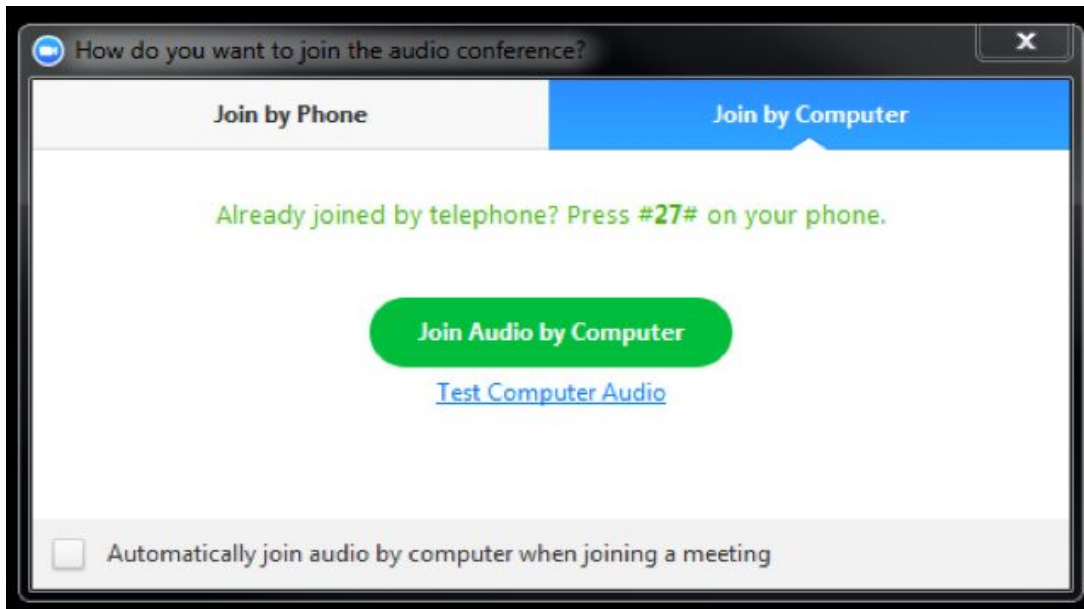 How do you want to join the audio conference?
Join by Phone
Join by Computer
Already joined by telephone? Press #27# on your phone.
Join Audio by Computer
Test Computer Audio
Automatically join audio by computer when joining a meeting